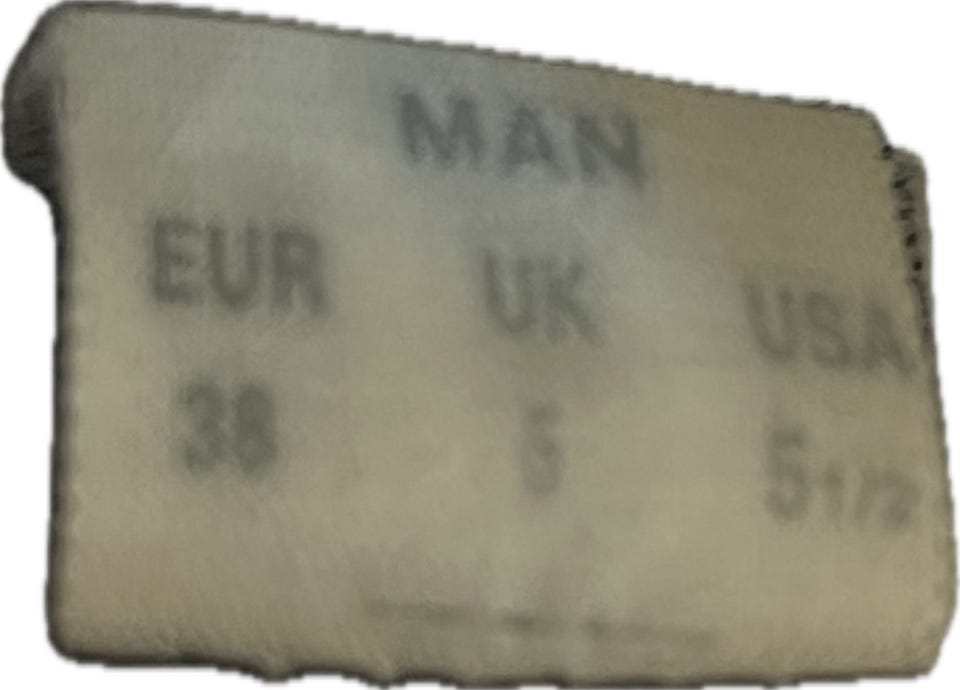 MAN
EUR UK USA
38 5 5 1/2